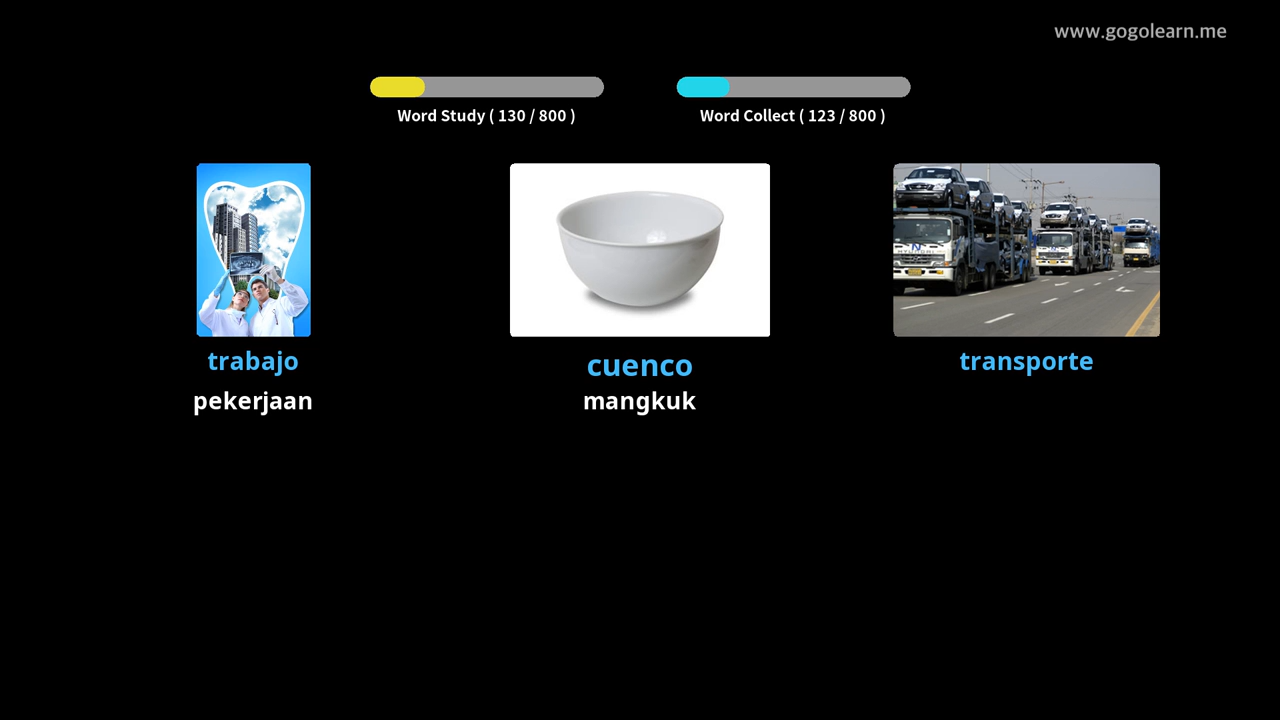 www.gogolearn.me
Word Study ( 130 / 800 )
Word Collect ( 123 / 800 )
trabajo
pekerjaan
cuenco
mangkuk
transporte